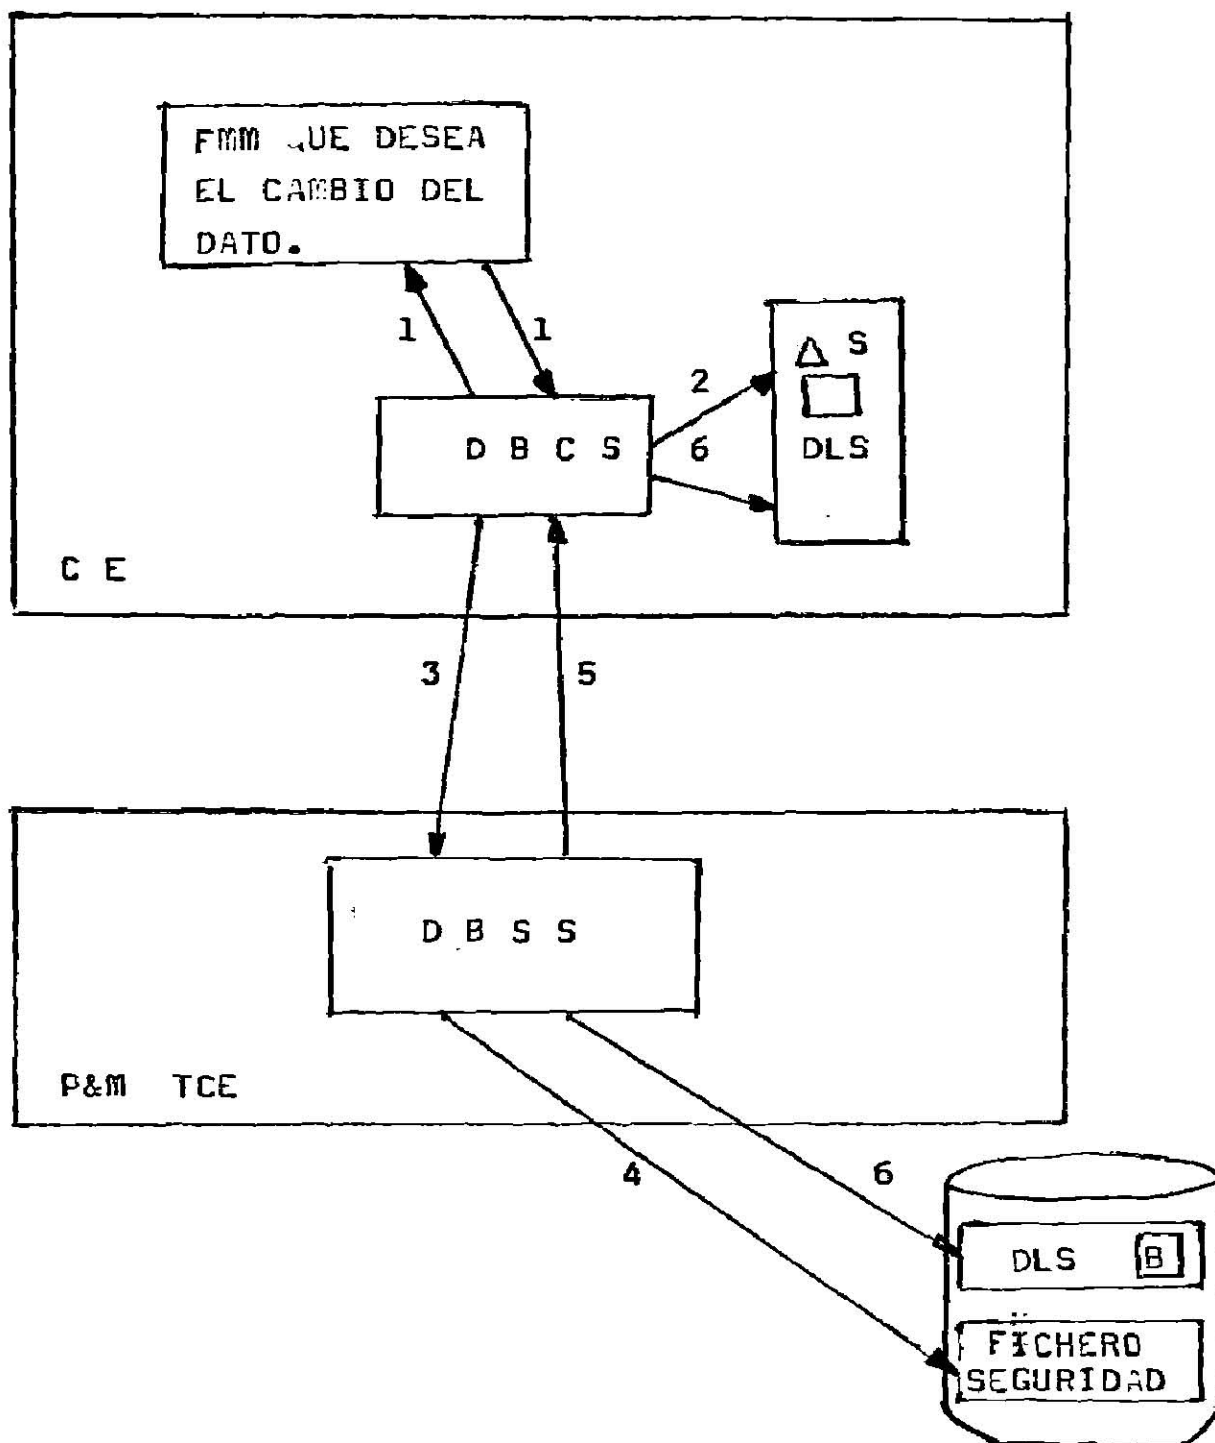 FMM QUE DESEA
EL CAMBIO DEL
DATO.
1
1
2
6
Δ S
DLS
D B C S
C E
3
5
D B S S
P&M TCE
4
6
DLS B
FICHERO
SEGURIDAD